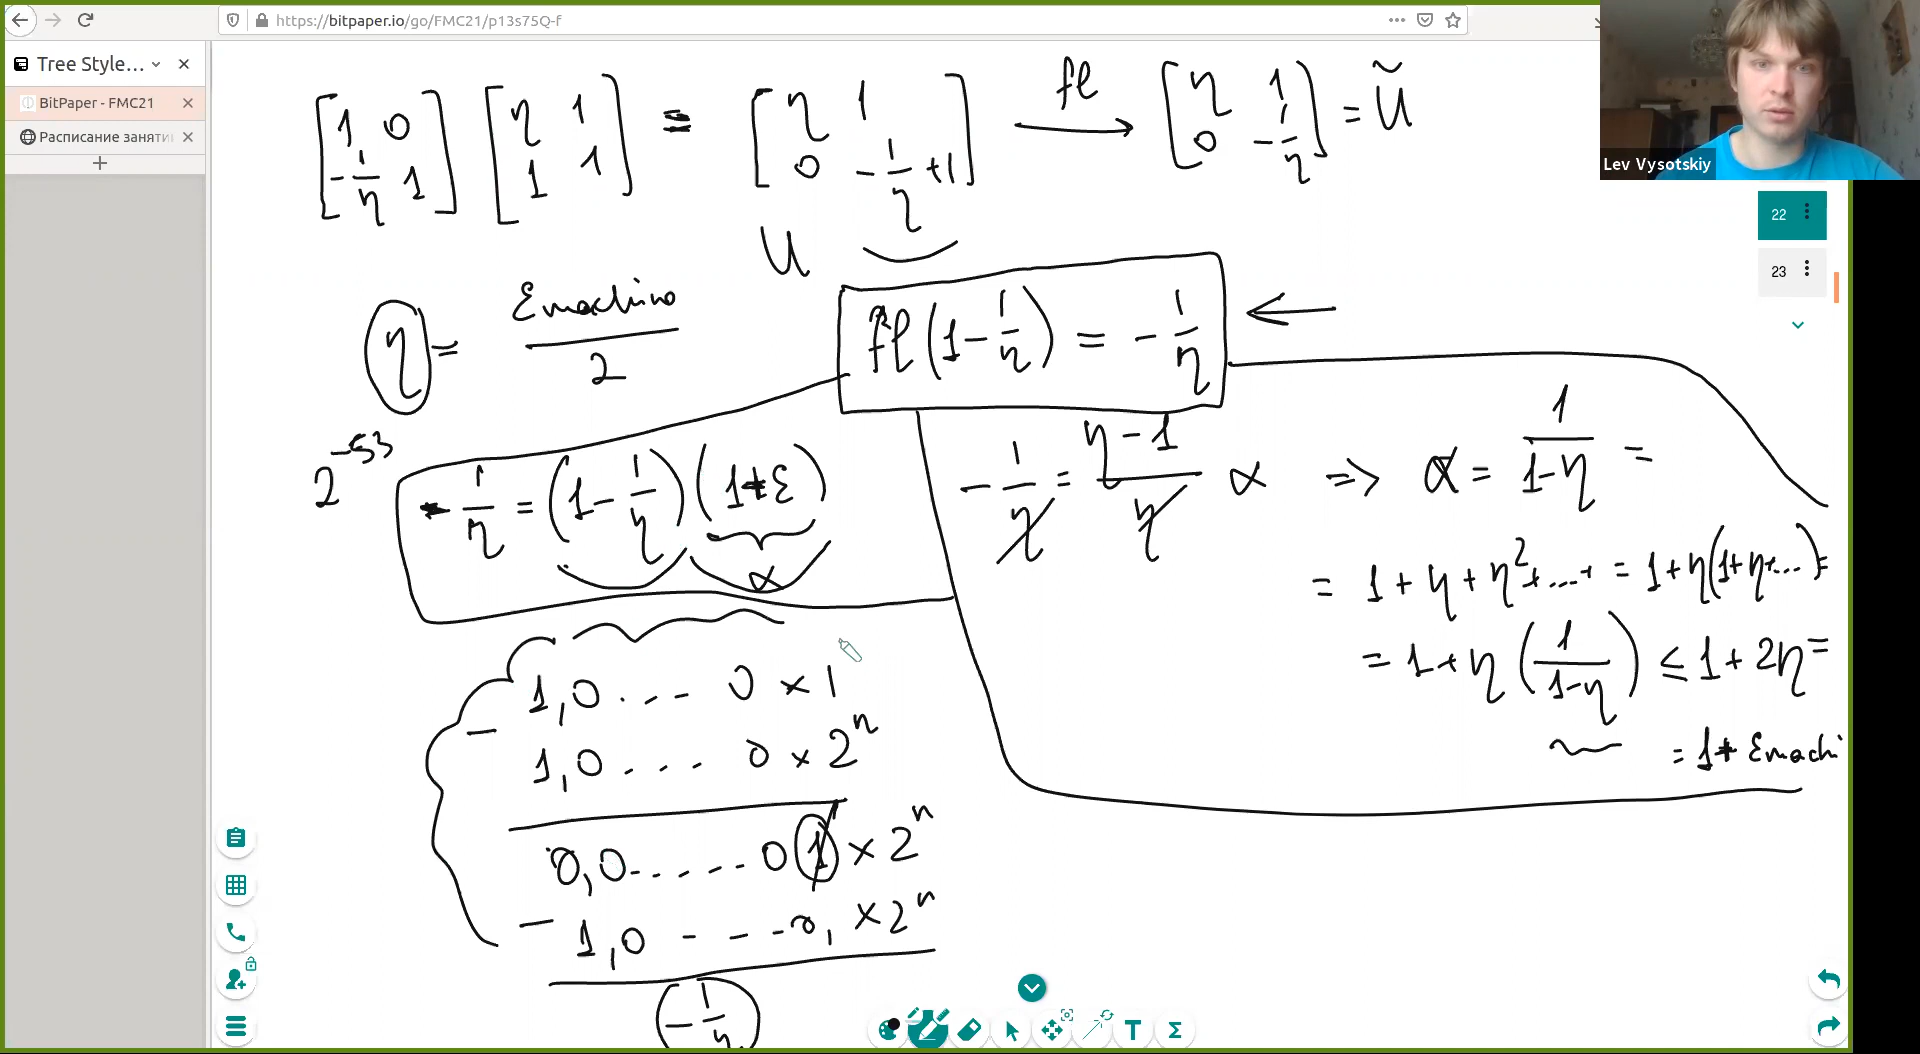 https://bitpaper.io/go/FMC21/p13s75Q-f
Tree Style...
BitPaper - FMC21
Расписание заняти
Lev Vysotskiy
22
23
[1 0; -1/η 1] [η 1; 1 1] = [η 1; 0 -1/η +1] fl → [η 1; 0 -1/η] = Ũ
U
η = Emachine / 2
fl(1 - 1/η) = - 1/η ←
2^-53
- 1/η = (1 - 1/η)(1+ε)
α
- 1/η = (η-1)/η α => α = 1/(1-η) =
= 1 + η + η² + ... + = 1 + η(1+η+...) =
= 1 + η (1/(1-η)) ≤ 1 + 2η =
= 1 + Emachi
1,0 ... 0 × 1
-
1,0 ... 0 × 2^n
0,0.....0 1 × 2^n
- 1,0 - - - 0, × 2^n
- 1/η
T Σ